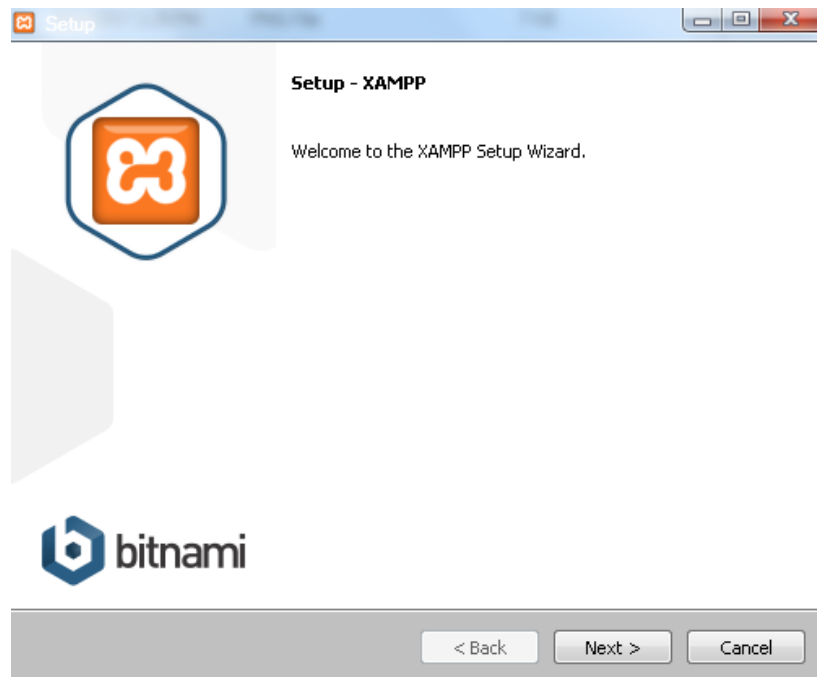 Setup
Setup - XAMPP
Welcome to the XAMPP Setup Wizard.
bitnami
< Back
Next >
Cancel